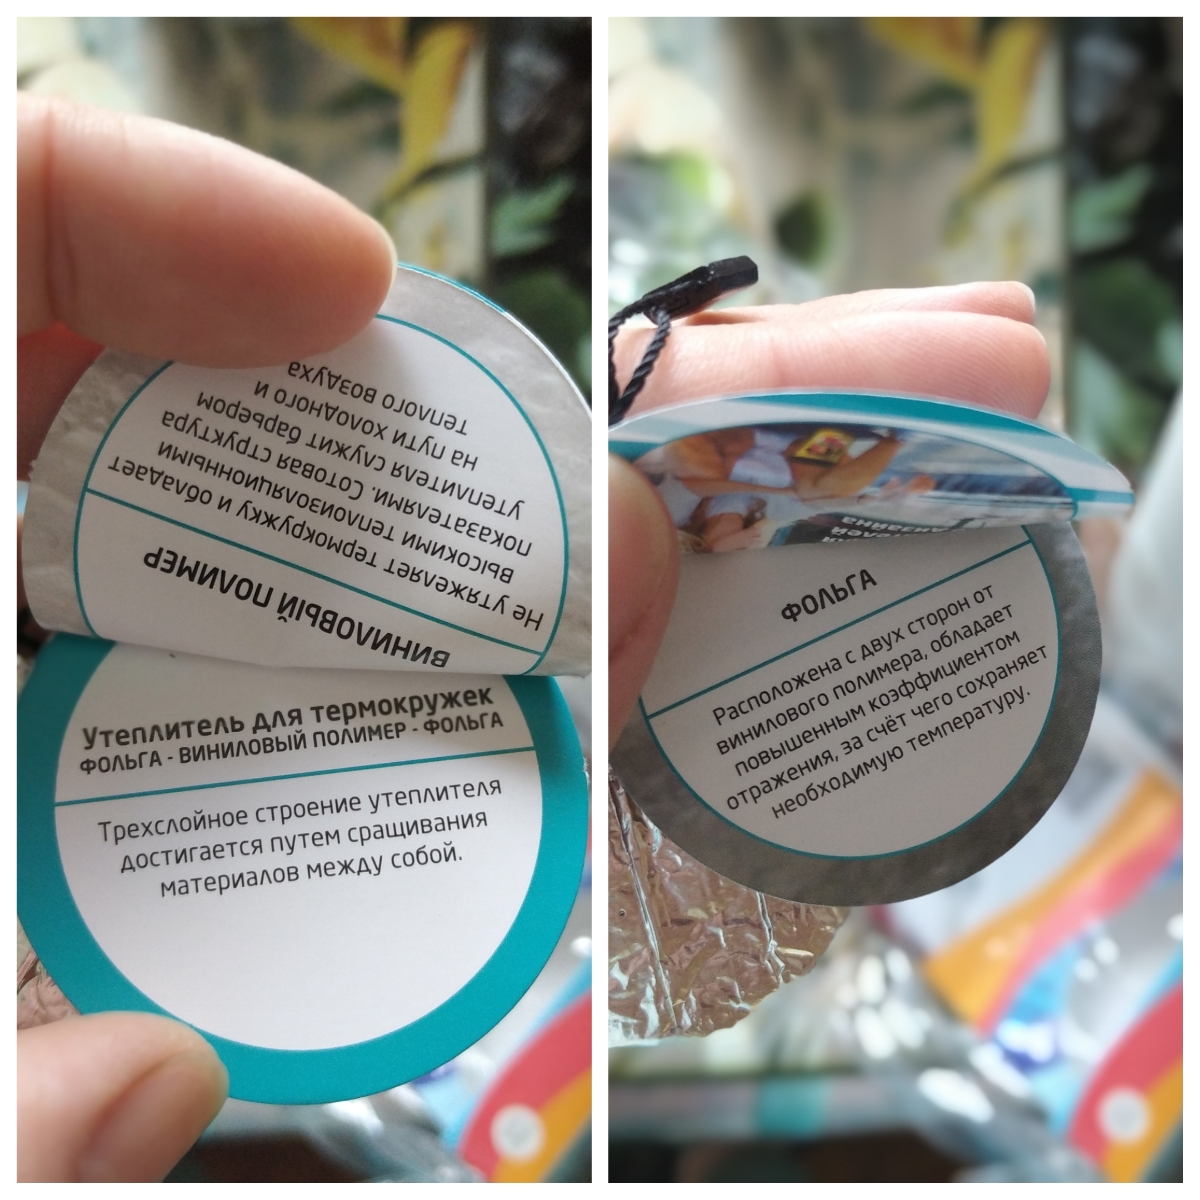 ВИНИЛОВЫЙ ПОЛИМЕР
Не утяжеляет термокружку и обладает
высокими теплоизоляционными
показателями. Сотовая структура
утеплителя служит барьером
на пути холодного и
теплого воздуха
Утеплитель для термокружек
ФОЛЬГА - ВИНИЛОВЫЙ ПОЛИМЕР - ФОЛЬГА
Трехслойное строение утеплителя
достигается путем сращивания
материалов между собой.
ФОЛЬГА
Расположена с двух сторон от
винилового полимера, обладает
повышенным коэффициентом
отражения, за счёт чего сохраняет
необходимую температуру.